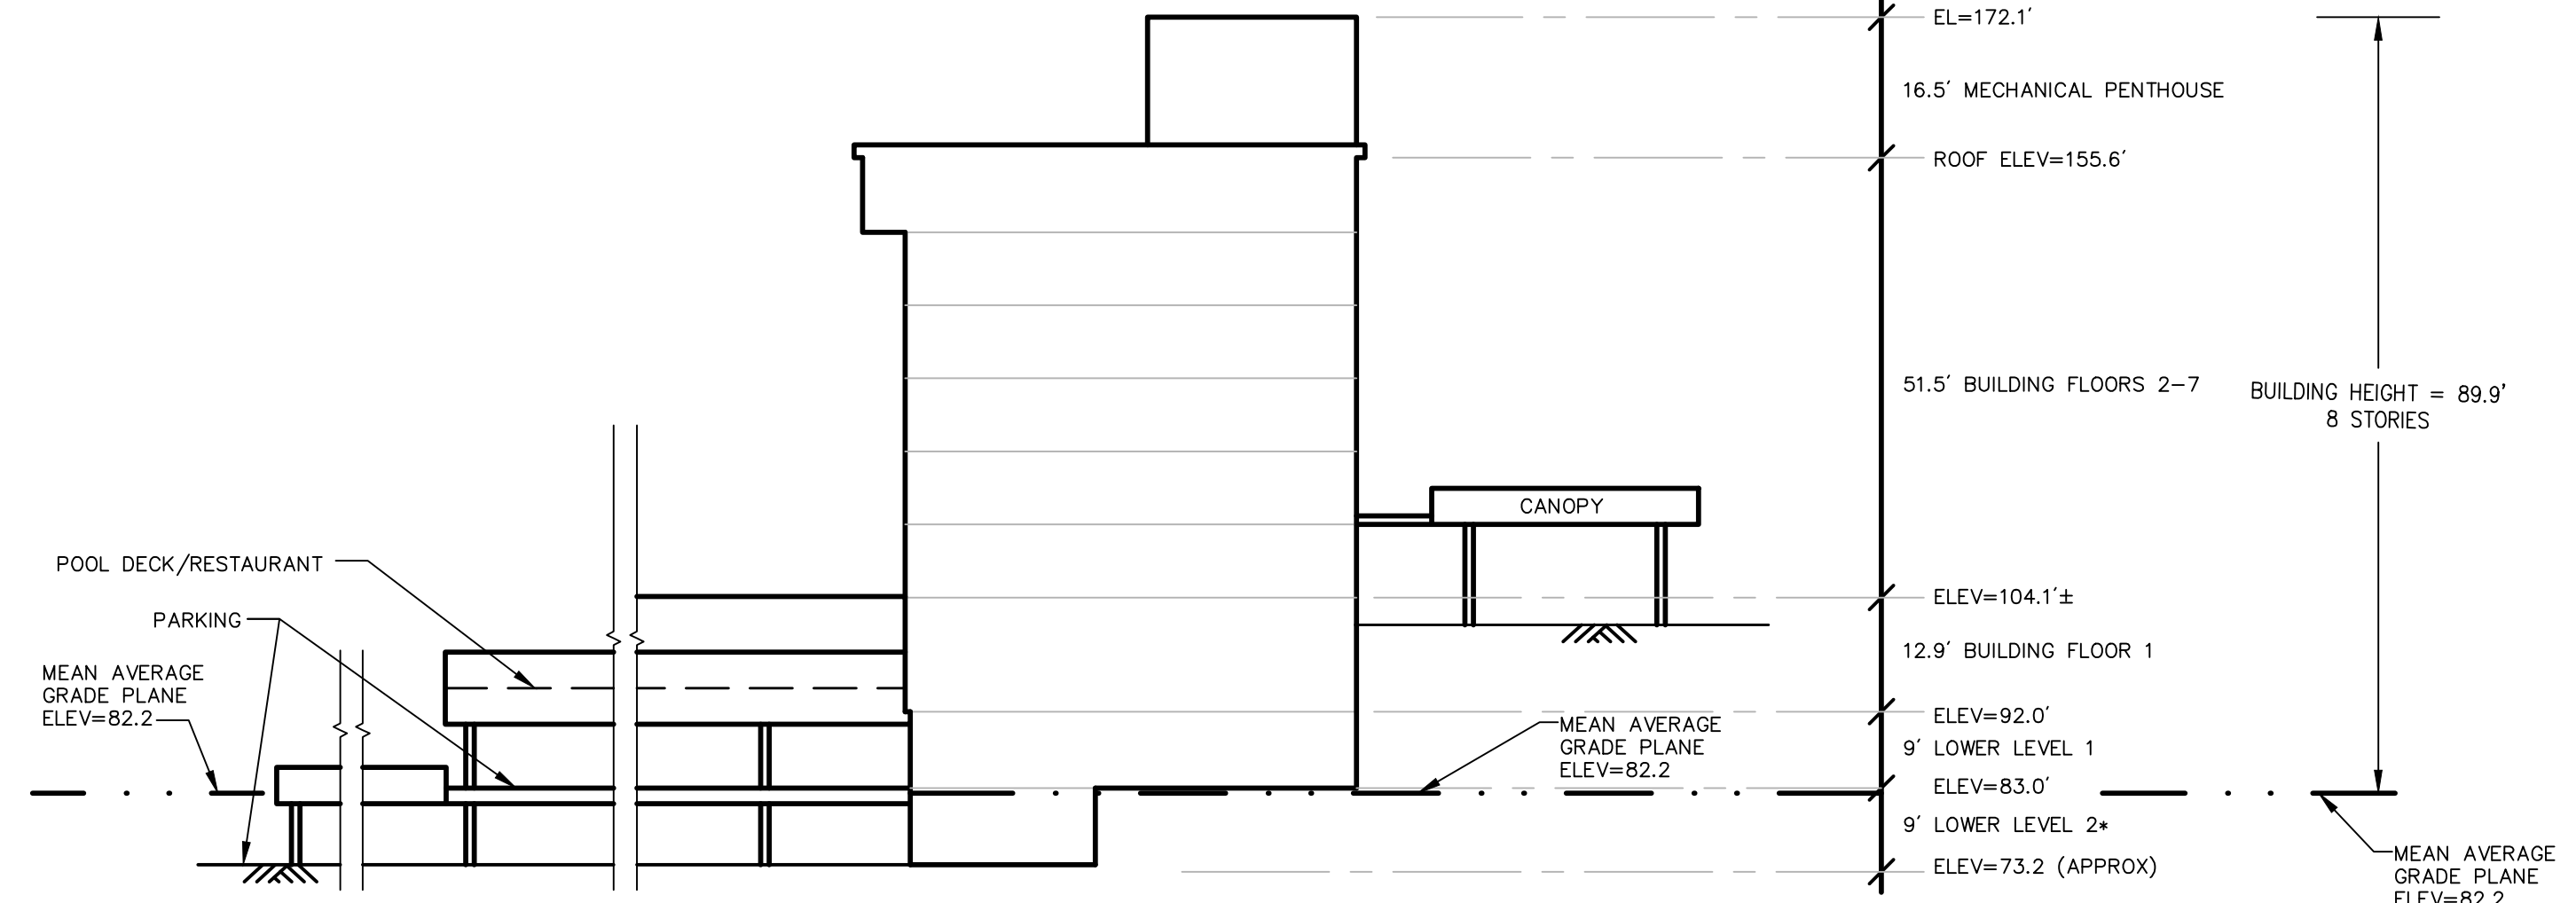 EL=172.1'
16.5' MECHANICAL PENTHOUSE
ROOF ELEV=155.6'
51.5' BUILDING FLOORS 2-7
BUILDING HEIGHT = 89.9'
8 STORIES
CANOPY
POOL DECK/RESTAURANT
PARKING
ELEV=104.1'±
12.9' BUILDING FLOOR 1
MEAN AVERAGE
GRADE PLANE
ELEV=82.2
MEAN AVERAGE
GRADE PLANE
ELEV=82.2
ELEV=92.0'
9' LOWER LEVEL 1
ELEV=83.0'
9' LOWER LEVEL 2*
ELEV=73.2 (APPROX)
MEAN AVERAGE
GRADE PLANE
ELEV=82.2